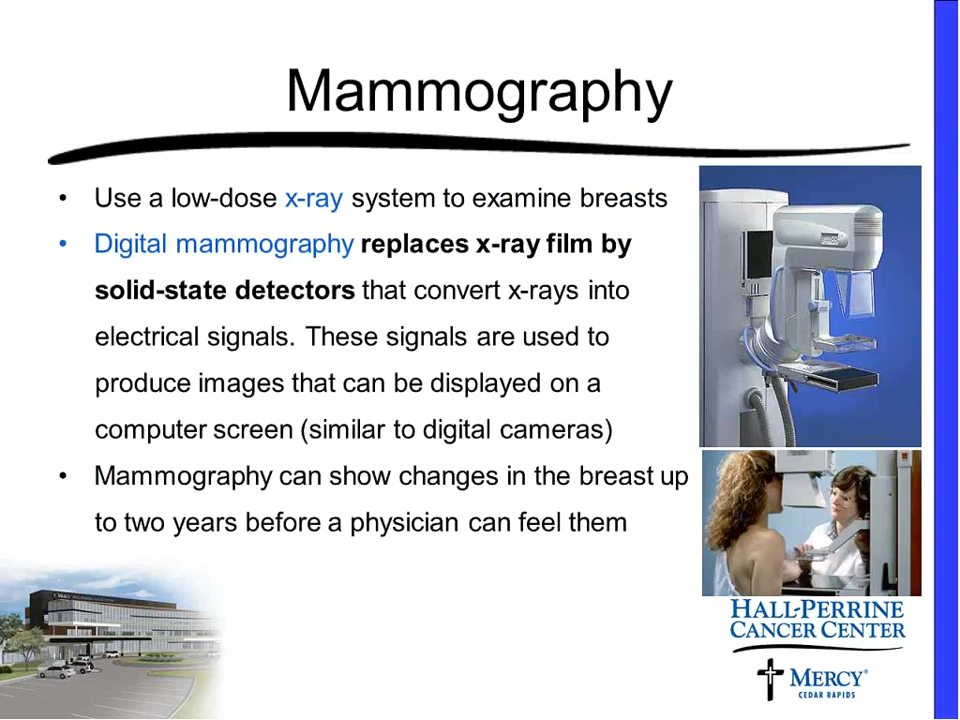 Mammography
• Use a low-dose x-ray system to examine breasts
• Digital mammography replaces x-ray film by
solid-state detectors that convert x-rays into
electrical signals. These signals are used to
produce images that can be displayed on a
computer screen (similar to digital cameras)
• Mammography can show changes in the breast up
to two years before a physician can feel them
HALL-PERRINE
CANCER CENTER
MERCY®
CEDAR RAPIDS